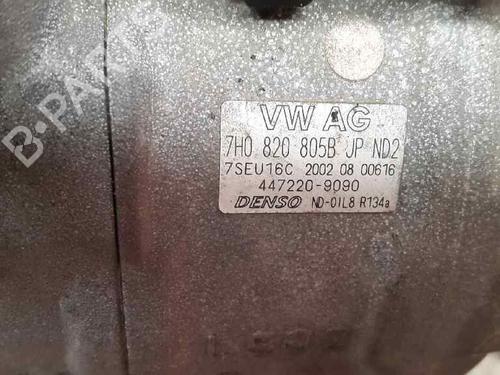 B-PARTS
VW AG
7H0 820 805B JP ND2
7SEU16C 2002 08 00616
447220-9090
DENSO ND-OIL8 R134a